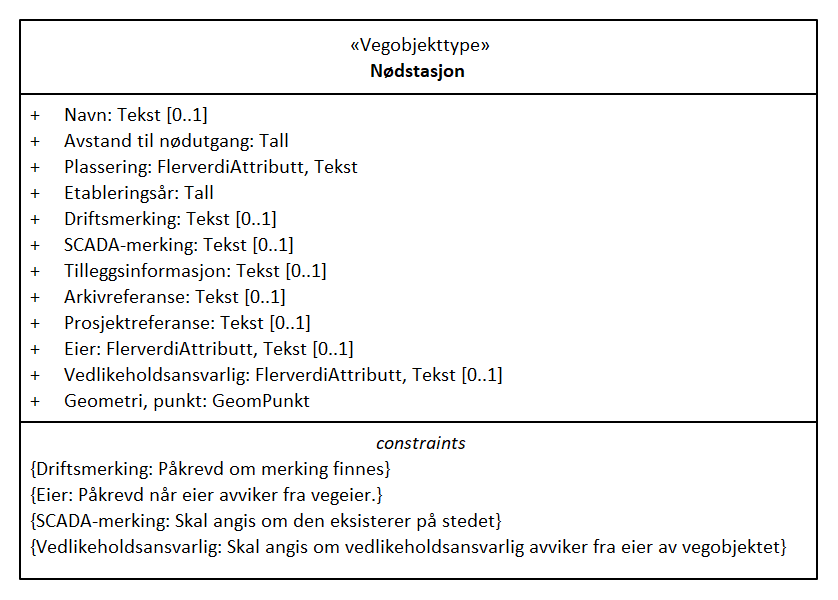 «Vegobjekttype»
Nødstasjon
+ Navn: Tekst [0..1]
+ Avstand til nødutgang: Tall
+ Plassering: FlerverdiAttributt, Tekst
+ Etableringsår: Tall
+ Driftsmerking: Tekst [0..1]
+ SCADA-merking: Tekst [0..1]
+ Tilleggsinformasjon: Tekst [0..1]
+ Arkivreferanse: Tekst [0..1]
+ Prosjektreferanse: Tekst [0..1]
+ Eier: FlerverdiAttributt, Tekst [0..1]
+ Vedlikeholdsansvarlig: FlerverdiAttributt, Tekst [0..1]
+ Geometri, punkt: GeomPunkt
constraints
{Driftsmerking: Påkrevd om merking finnes}
{Eier: Påkrevd når eier avviker fra vegeier.}
{SCADA-merking: Skal angis om den eksisterer på stedet}
{Vedlikeholdsansvarlig: Skal angis om vedlikeholdsansvarlig avviker fra eier av vegobjektet}